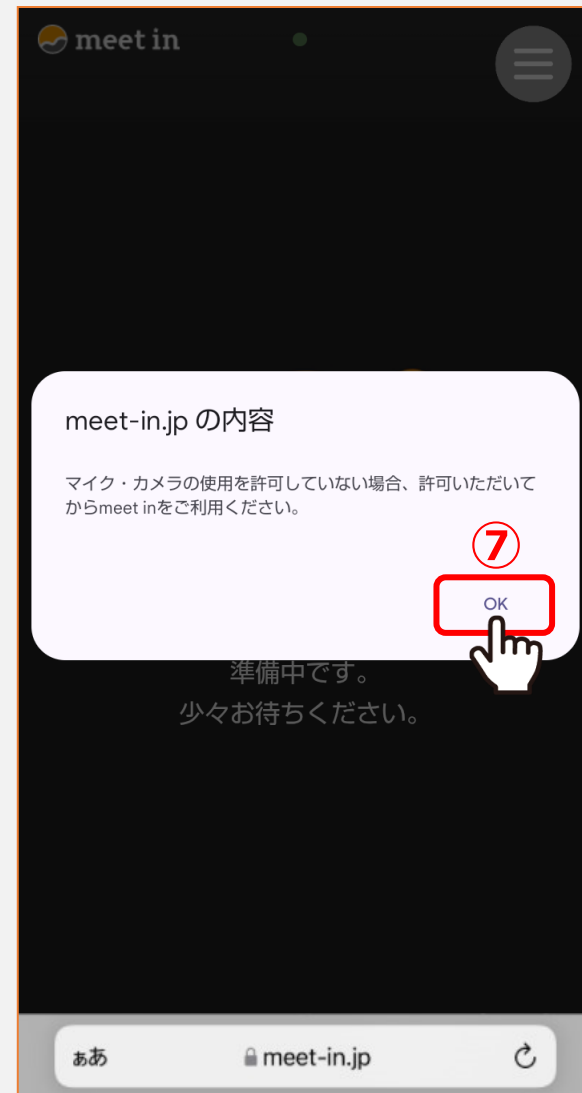 meet in
meet-in.jp の内容
マイク・カメラの使用を許可していない場合、許可いただいて
からmeet inをご利用ください。
⑦
OK
準備中です。
少々お待ちください。
ぁあ
meet-in.jp